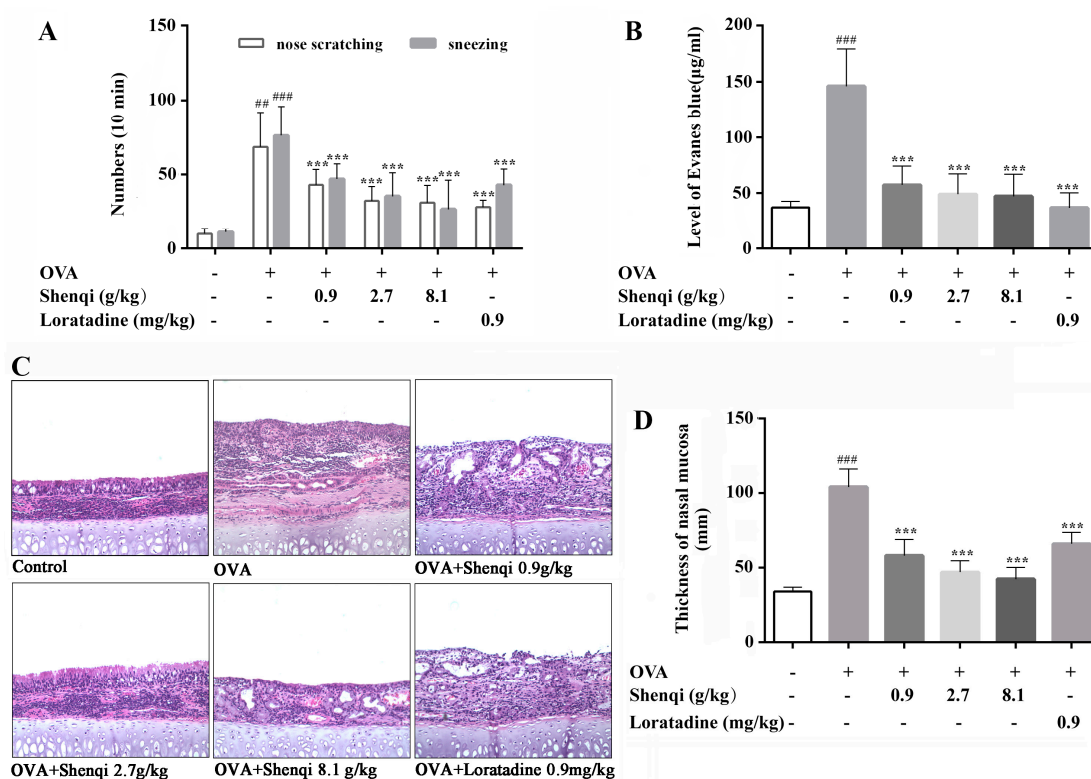 A
150
100
50
0
Numbers (10 min)
nose scratching
sneezing
##
###
***
***
***
***
***
***
***
***
OVA - + + + + +
Shenqi (g/kg） - - 0.9 2.7 8.1 -
Loratadine (mg/kg) - - - - - 0.9
B
200
150
100
50
0
Level of Evanes blue(μg/ml)
###
***
***
***
***
OVA - + + + + +
Shenqi (g/kg） - - 0.9 2.7 8.1 -
Loratadine (mg/kg) - - - - - 0.9
C
Control
OVA
OVA+Shenqi 0.9g/kg
OVA+Shenqi 2.7g/kg
OVA+Shenqi 8.1 g/kg
OVA+Loratadine 0.9mg/kg
D
150
100
50
0
Thickness of nasal mucosa
(mm)
###
***
***
***
***
OVA - + + + + +
Shenqi (g/kg） - - 0.9 2.7 8.1 -
Loratadine (mg/kg) - - - - - 0.9